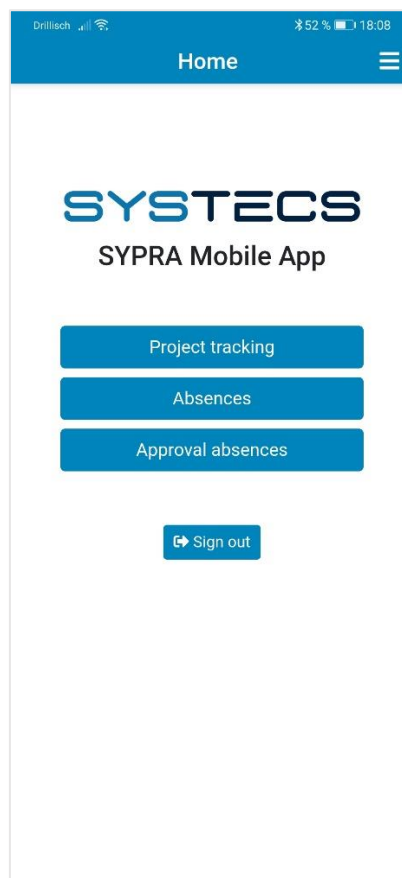 Drillisch 52 % 18:08
Home
SYSTECS
SYPRA Mobile App
Project tracking
Absences
Approval absences
Sign out